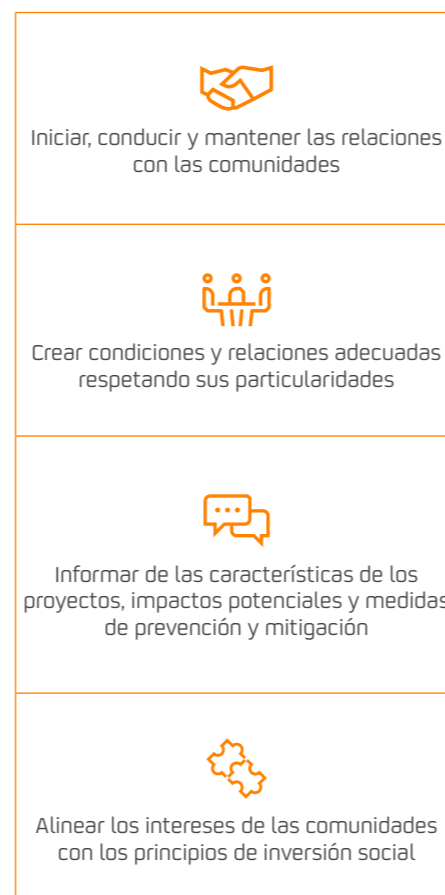 Iniciar, conducir y mantener las relaciones
con las comunidades
Crear condiciones y relaciones adecuadas
respetando sus particularidades
Informar de las características de los
proyectos, impactos potenciales y medidas
de prevención y mitigación
Alinear los intereses de las comunidades
con los principios de inversión social